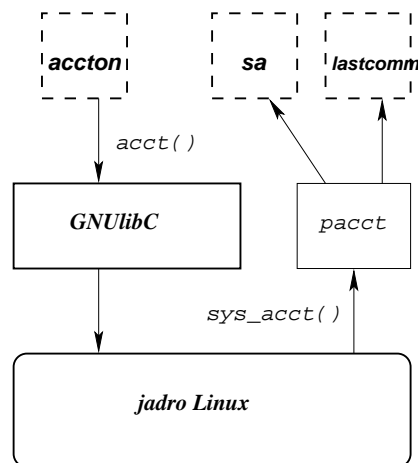 accton
sa
lastcomm
acct()
GNUlibC
pacct
sys_acct()
jadro Linux